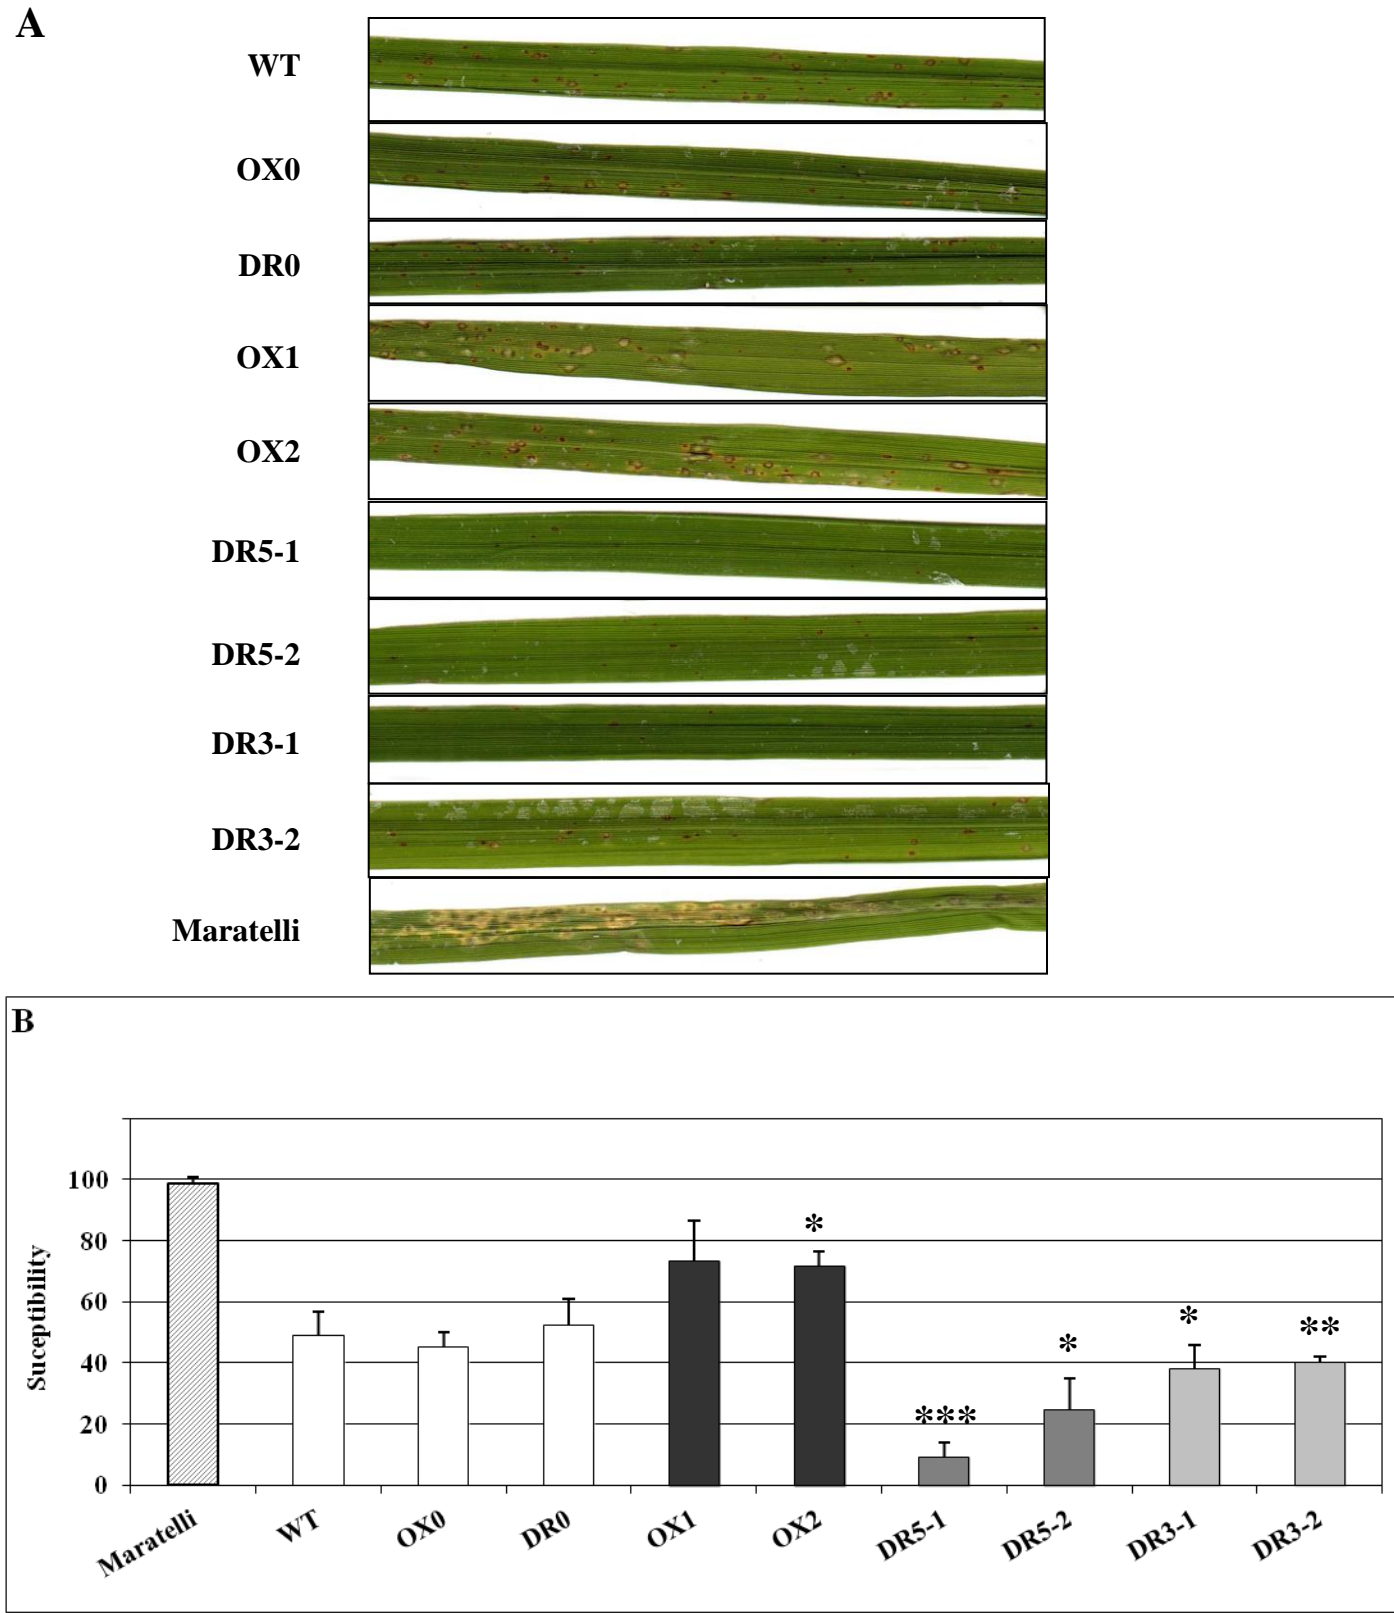 A
WT
OX0
DR0
OX1
OX2
DR5-1
DR5-2
DR3-1
DR3-2
Maratelli
B
Suceptibility
100
80
60
40
20
0
*
***
*
*
**
Maratelli
WT
OX0
DR0
OX1
OX2
DR5-1
DR5-2
DR3-1
DR3-2